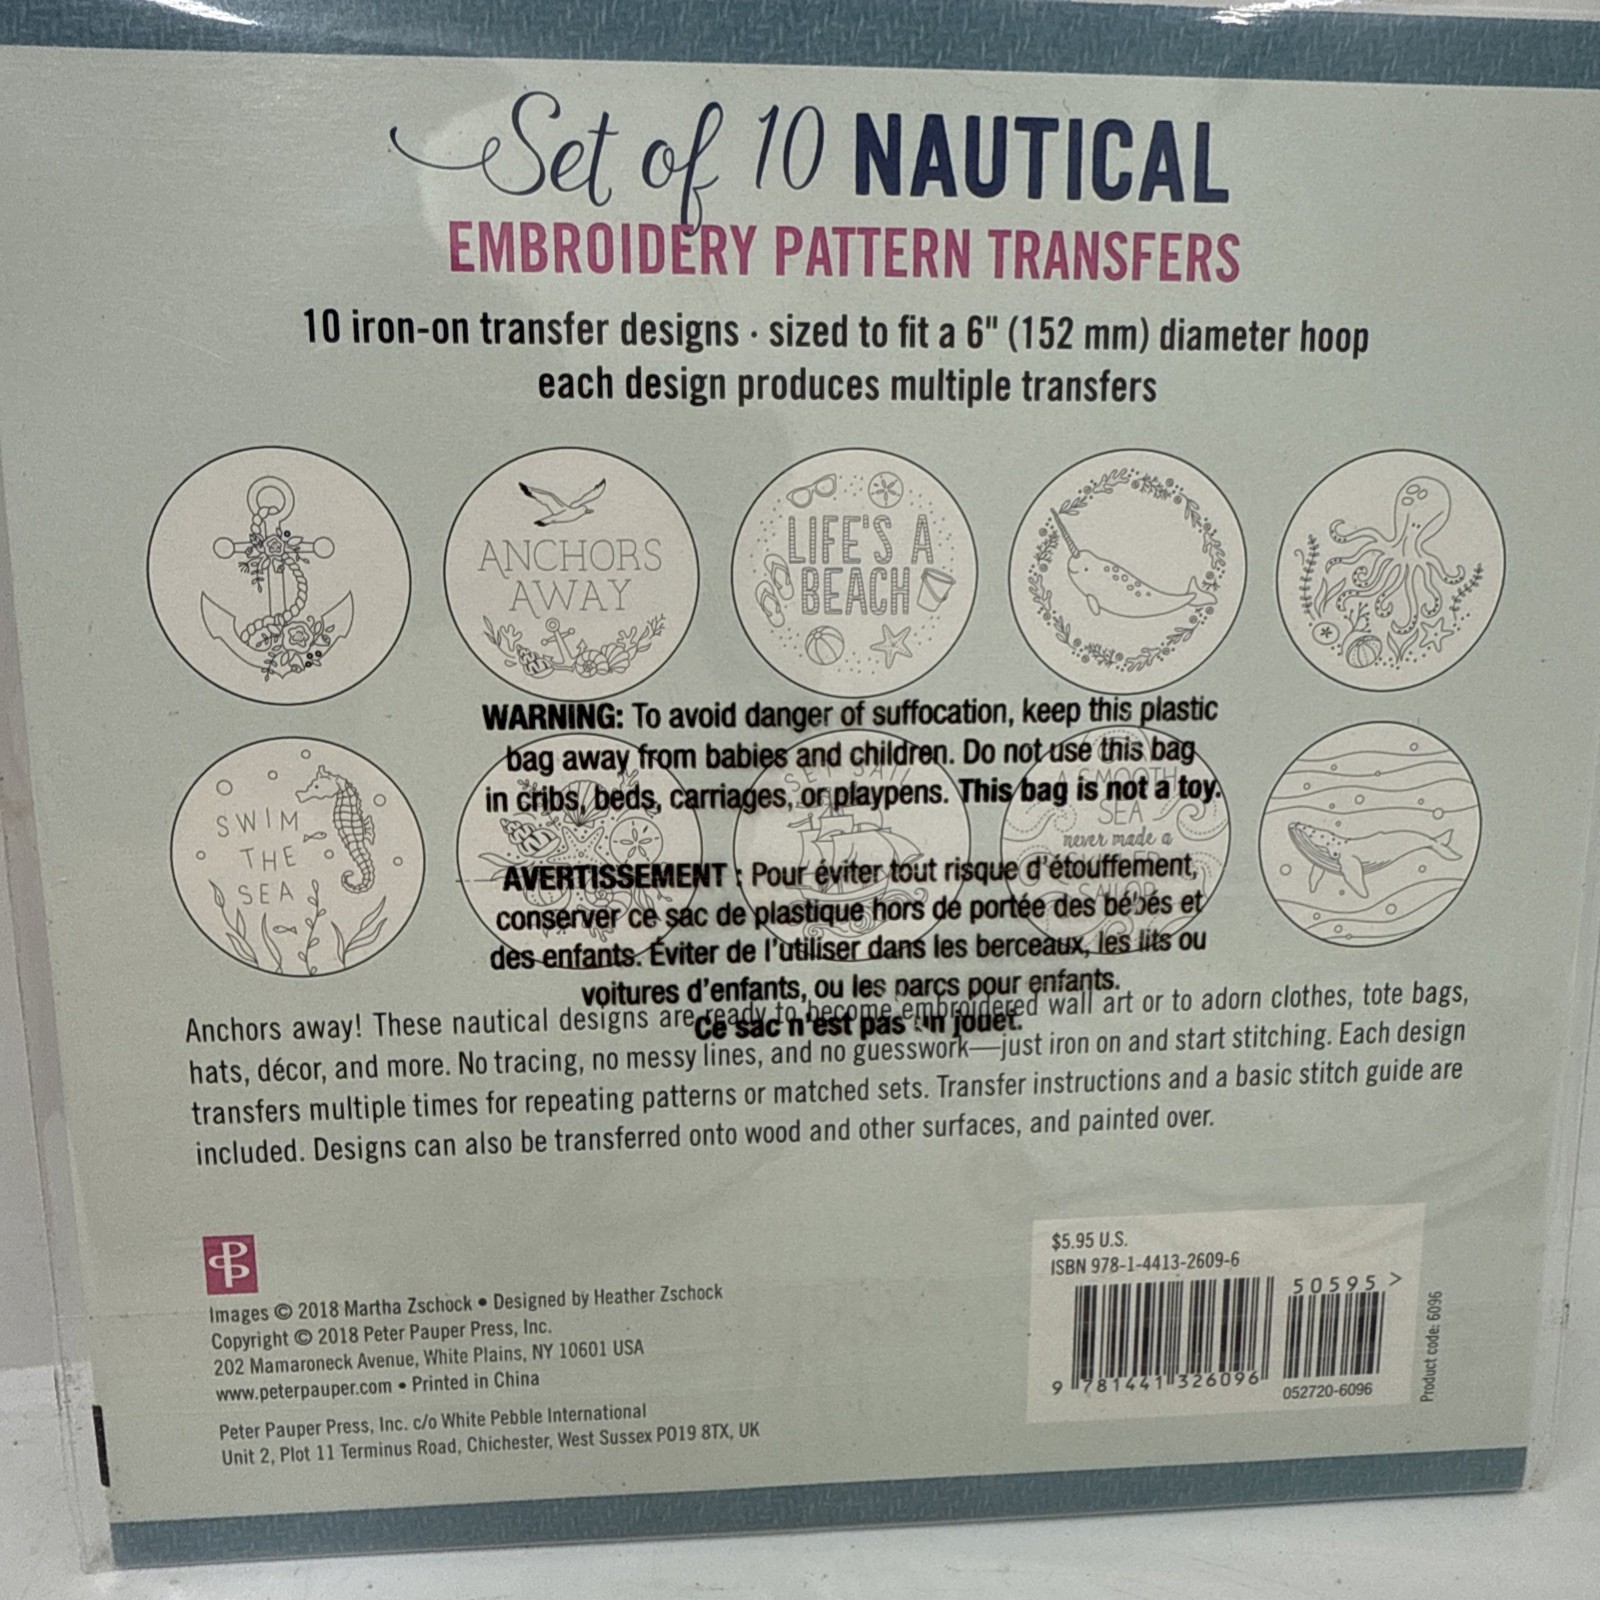 Set of 10 NAUTICAL
EMBROIDERY PATTERN TRANSFERS
10 iron-on transfer designs · sized to fit a 6" (152 mm) diameter hoop
each design produces multiple transfers
ANCHORS
AWAY
LIFE'S A
BEACH
WARNING: To avoid danger of suffocation, keep this plastic
bag away from babies and children. Do not use this bag
in cribs, beds, carriages, or playpens. This bag is not a toy.
SWIM
THE
SEA
SET SAIL
A SMOOTH
SEA
never made a
SAILOR
AVERTISSEMENT : Pour éviter tout risque d'étouffement,
conserver ce sac de plastique hors de portée des bébés et
des enfants. Éviter de l'utiliser dans les berceaux, les lits ou
voitures d'enfants, ou les parcs pour enfants.
Ce sac n'est pas un jouet.
Anchors away! These nautical designs are ready to become embroidered wall art or to adorn clothes, tote bags,
hats, décor, and more. No tracing, no messy lines, and no guesswork—just iron on and start stitching. Each design
transfers multiple times for repeating patterns or matched sets. Transfer instructions and a basic stitch guide are
included. Designs can also be transferred onto wood and other surfaces, and painted over.
Images © 2018 Martha Zschock • Designed by Heather Zschock
Copyright © 2018 Peter Pauper Press, Inc.
202 Mamaroneck Avenue, White Plains, NY 10601 USA
www.peterpauper.com • Printed in China
Peter Pauper Press, Inc. c/o White Pebble International
Unit 2, Plot 11 Terminus Road, Chichester, West Sussex PO19 8TX, UK
$5.95 U.S.
ISBN 978-1-4413-2609-6
50595 >
9 781441 326096
052720-6096
Product code: 6096